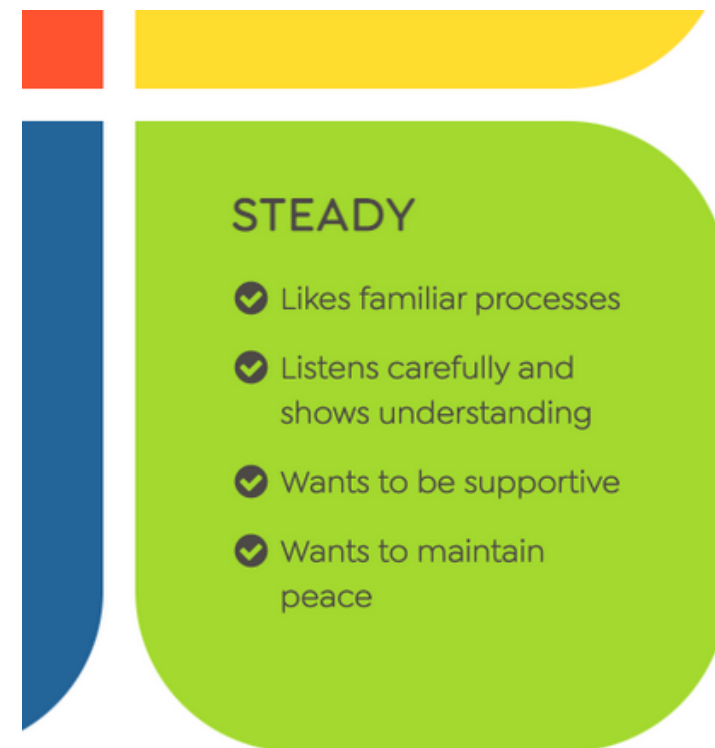 STEADY
Likes familiar processes
Listens carefully and
shows understanding
Wants to be supportive
Wants to maintain
peace